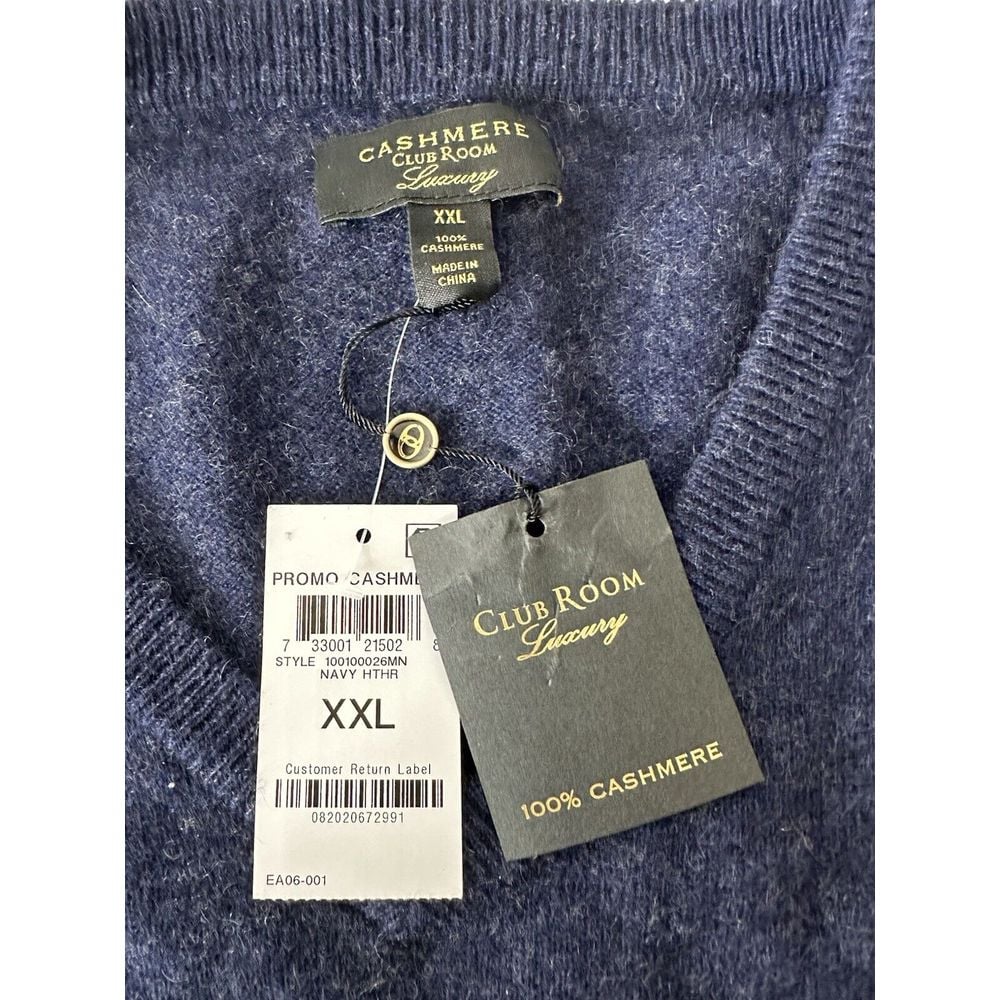 CASHMERE
CLUB ROOM
Luxury
XXL
100%
CASHMERE
MADE IN
CHINA
PROMO CASHME
7 33001 21502 8
STYLE 100100026MN
NAVY HTHR
XXL
Customer Return Label
082020672991
EA06-001
CLUB ROOM
Luxury
100% CASHMERE